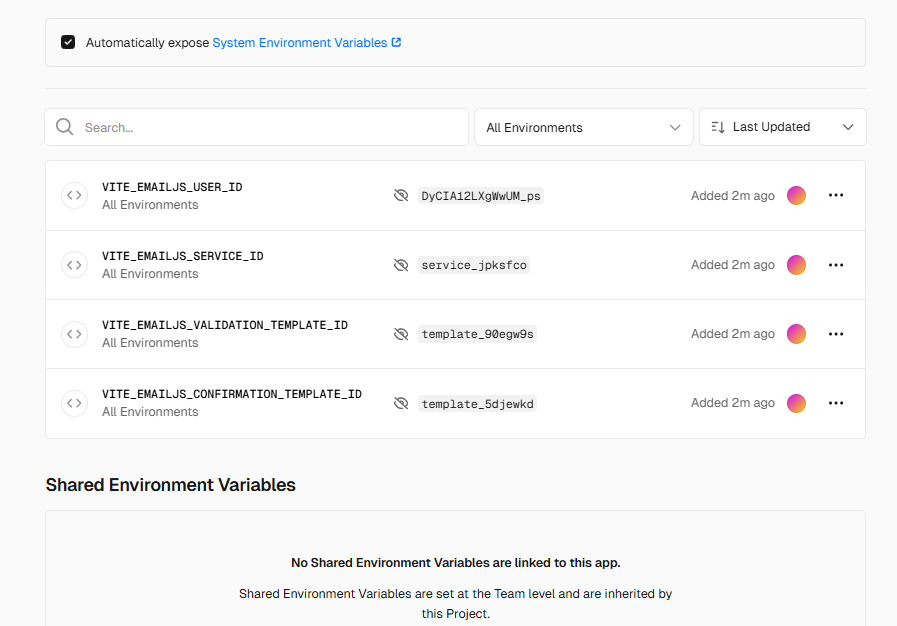 Automatically expose System Environment Variables
Search...
All Environments
Last Updated
VITE_EMAILJS_USER_ID
All Environments
DyCIA12LXgWwUM_ps
Added 2m ago
VITE_EMAILJS_SERVICE_ID
All Environments
service_jpksfco
Added 2m ago
VITE_EMAILJS_VALIDATION_TEMPLATE_ID
All Environments
template_90egw9s
Added 2m ago
VITE_EMAILJS_CONFIRMATION_TEMPLATE_ID
All Environments
template_5djewkd
Added 2m ago
Shared Environment Variables
No Shared Environment Variables are linked to this app.
Shared Environment Variables are set at the Team level and are inherited by
this Project.